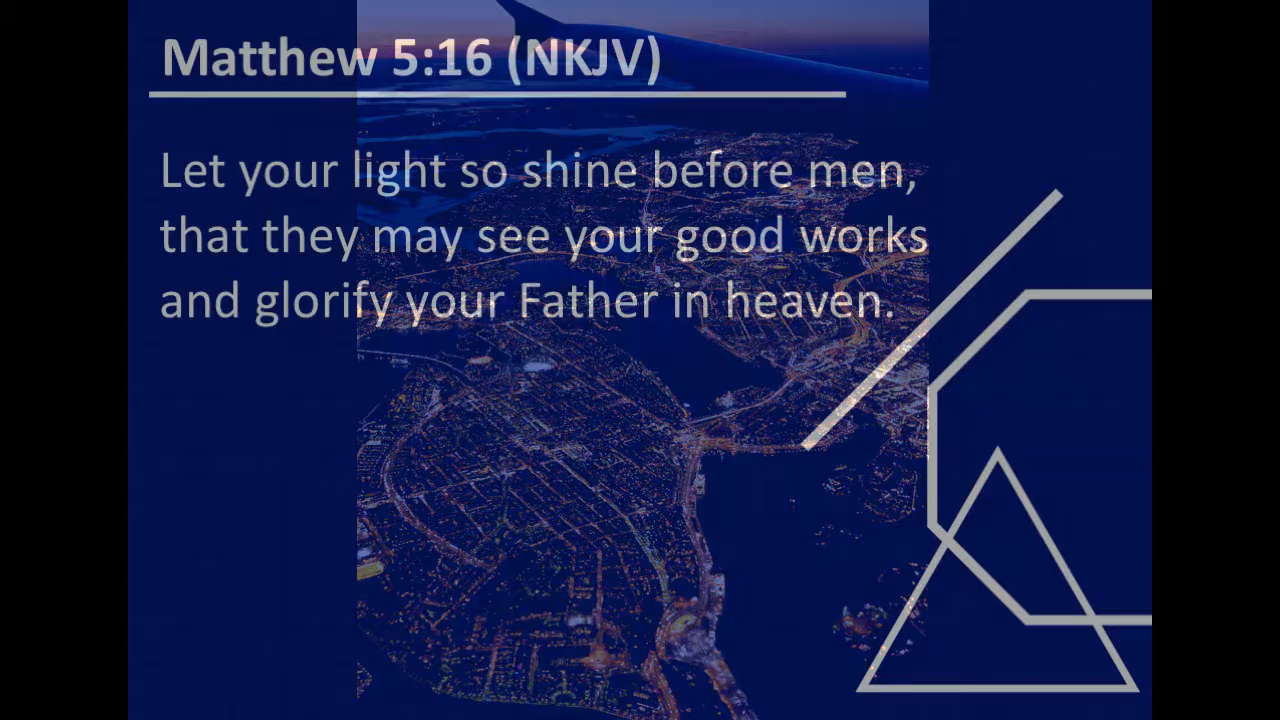 Matthew 5:16 (NKJV)
Let your light so shine before men,
that they may see your good works
and glorify your Father in heaven.